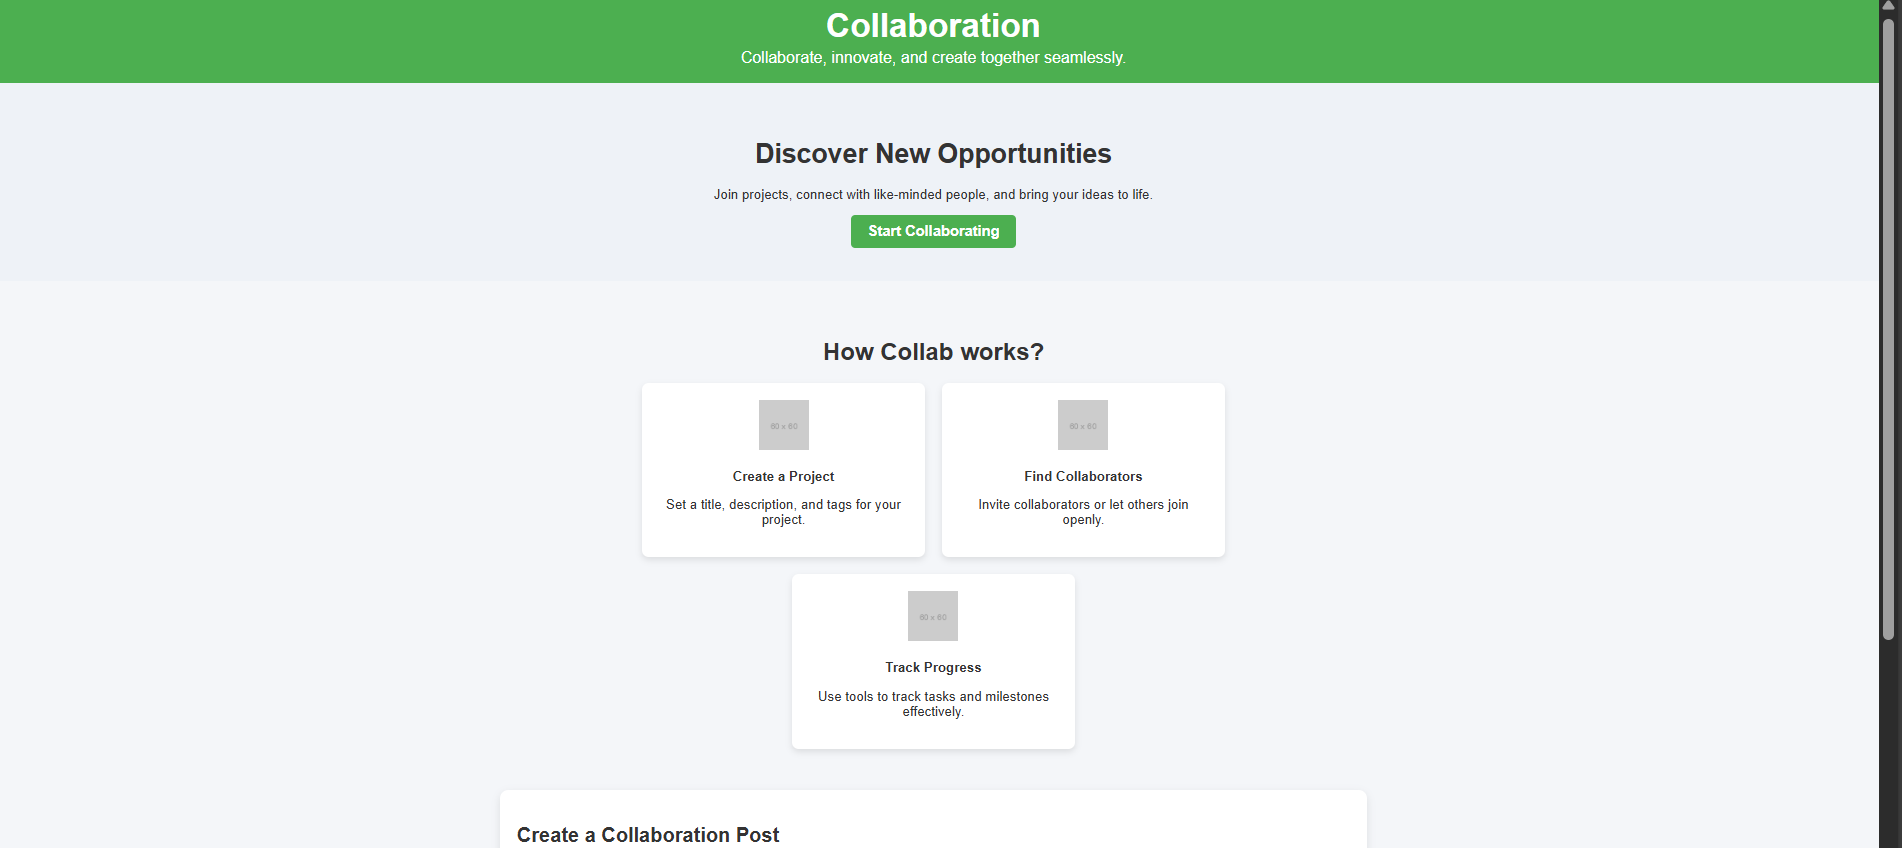 Collaboration
Collaborate, innovate, and create together seamlessly.
Discover New Opportunities
Join projects, connect with like-minded people, and bring your ideas to life.
Start Collaborating
How Collab works?
60 x 60
Create a Project
Set a title, description, and tags for your
project.
60 x 60
Find Collaborators
Invite collaborators or let others join
openly.
60 x 60
Track Progress
Use tools to track tasks and milestones
effectively.
Create a Collaboration Post